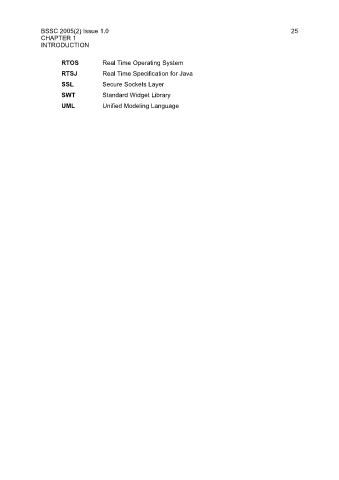 BSSC 2005(2) Issue 1.0 25
CHAPTER 1
INTRODUCTION
RTOS Real Time Operating System
RTSJ Real Time Specification for Java
SSL Secure Sockets Layer
SWT Standard Widget Library
UML Unified Modeling Language